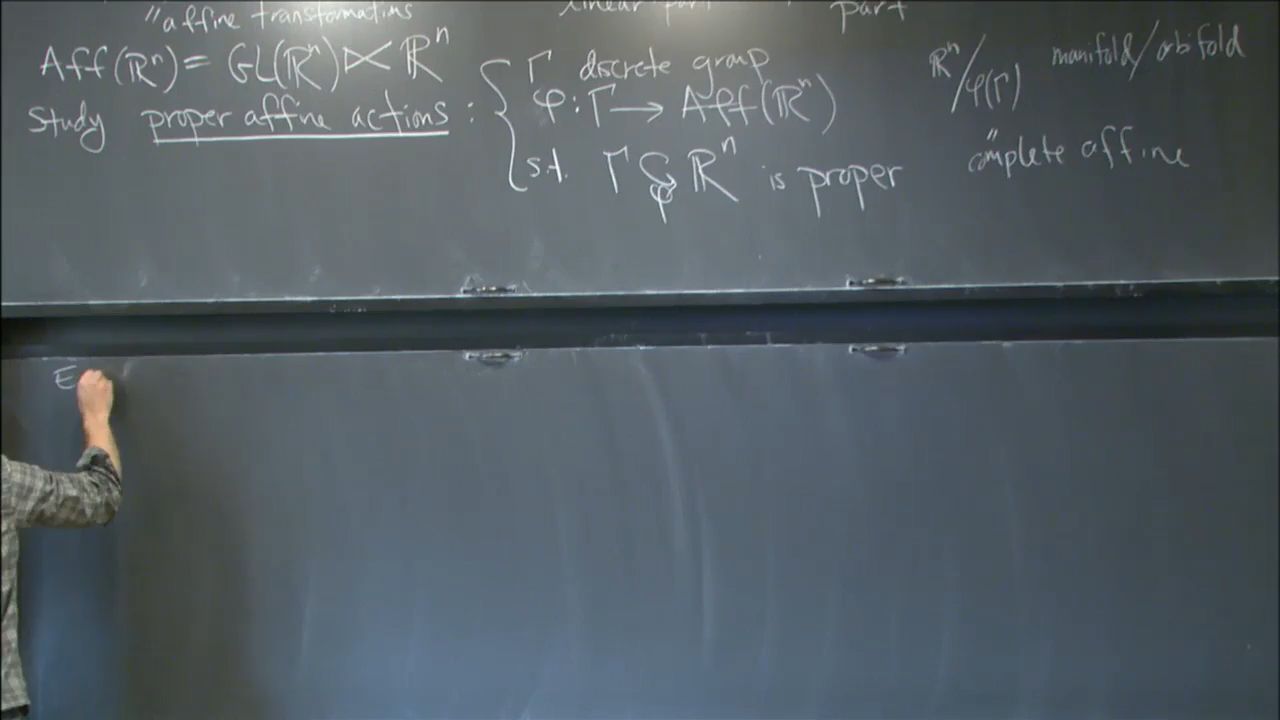 "affine transformatins
linear part part
Aff(ℝⁿ) = GL(ℝⁿ) ⋉ ℝⁿ
Study proper affine actions :
{ Γ discrete group
φ : Γ → Aff(ℝⁿ)
s.t. Γ ↻ ℝⁿ is proper
φ
ℝⁿ/φ(Γ) manifold/orbifold
"complete affine
E